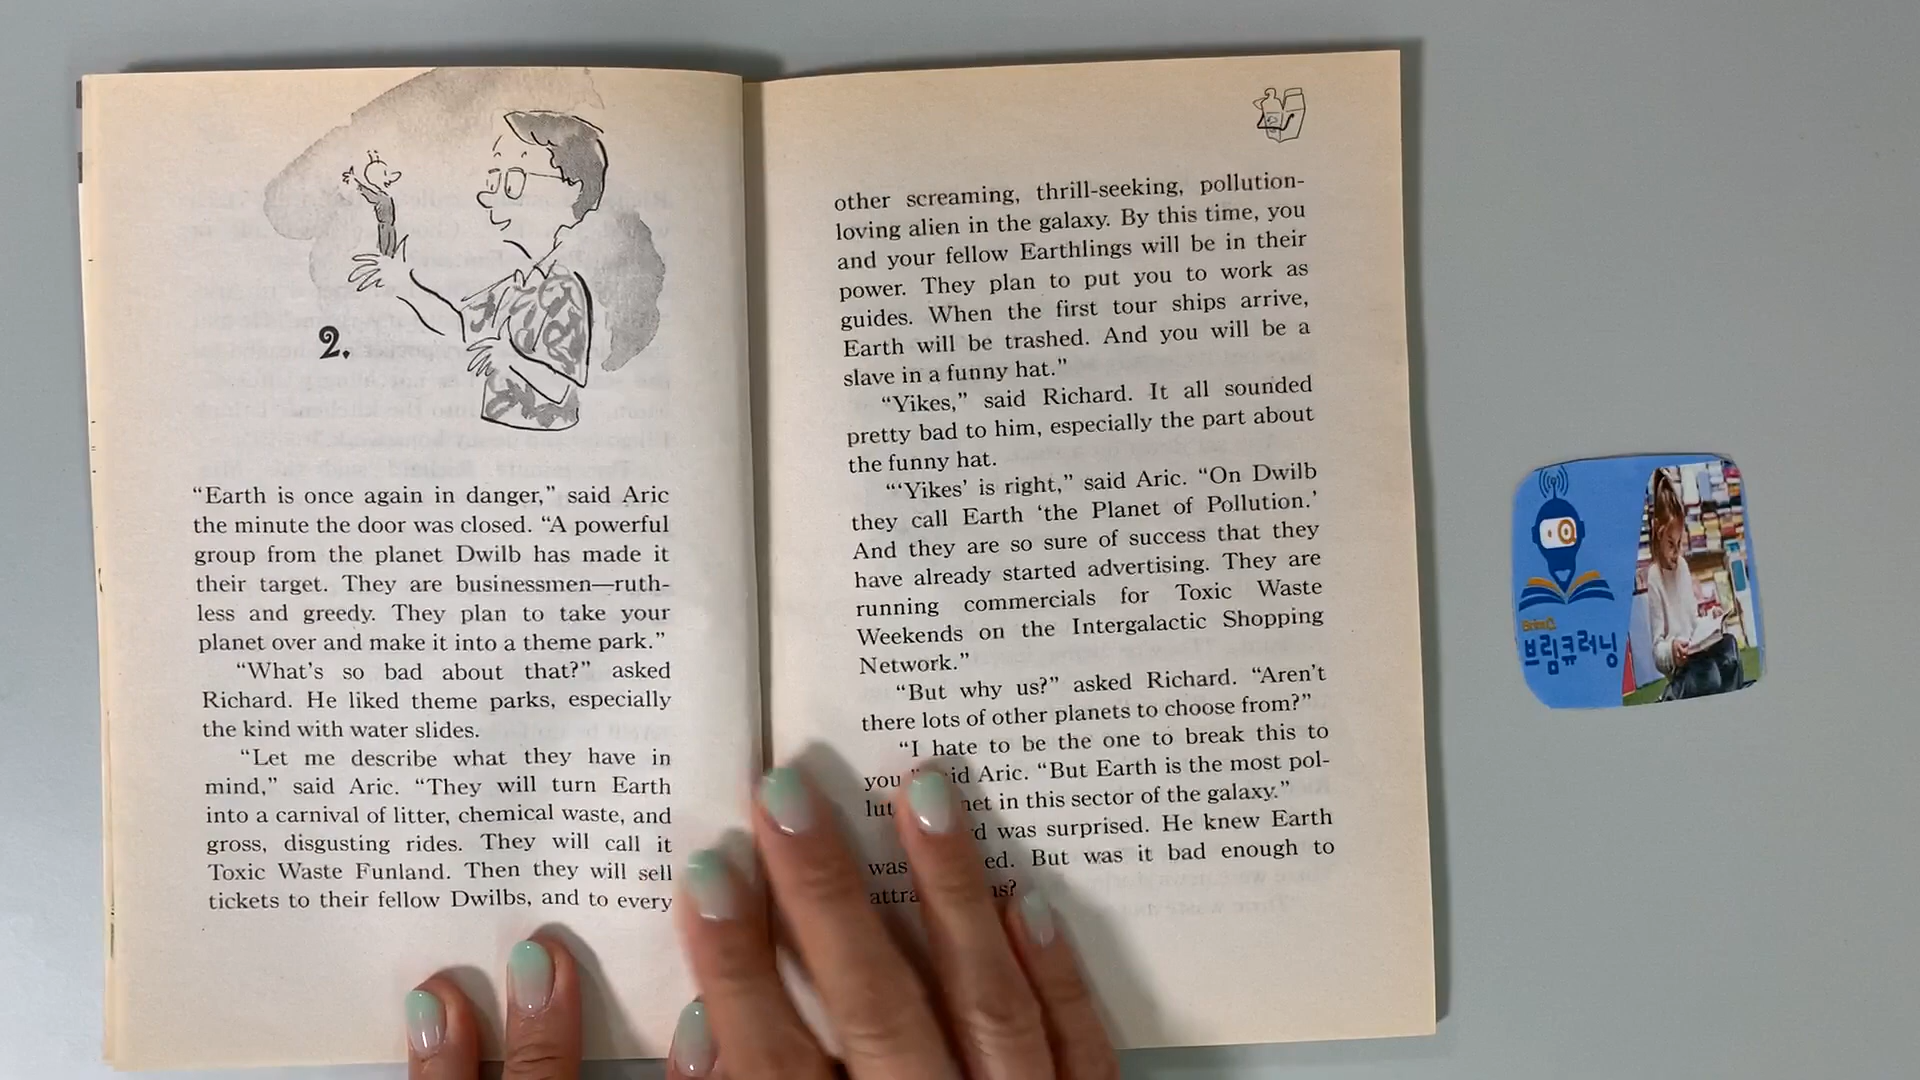 2.
“Earth is once again in danger,” said Aric
the minute the door was closed. “A powerful
group from the planet Dwilb has made it
their target. They are businessmen—ruth-
less and greedy. They plan to take your
planet over and make it into a theme park.”
“What’s so bad about that?” asked
Richard. He liked theme parks, especially
the kind with water slides.
“Let me describe what they have in
mind,” said Aric. “They will turn Earth
into a carnival of litter, chemical waste, and
gross, disgusting rides. They will call it
Toxic Waste Funland. Then they will sell
tickets to their fellow Dwilbs, and to every
other screaming, thrill-seeking, pollution-
loving alien in the galaxy. By this time, you
and your fellow Earthlings will be in their
power. They plan to put you to work as
guides. When the first tour ships arrive,
Earth will be trashed. And you will be a
slave in a funny hat.”
“Yikes,” said Richard. It all sounded
pretty bad to him, especially the part about
the funny hat.
“‘Yikes’ is right,” said Aric. “On Dwilb
they call Earth ‘the Planet of Pollution.’
And they are so sure of success that they
have already started advertising. They are
running commercials for Toxic Waste
Weekends on the Intergalactic Shopping
Network.”
“But why us?” asked Richard. “Aren’t
there lots of other planets to choose from?”
“I hate to be the one to break this to
you Aric. “But Earth is the most pol-
in this sector of the galaxy.”
was surprised. He knew Earth
was But was it bad enough to
BrimQ
브림큐러닝